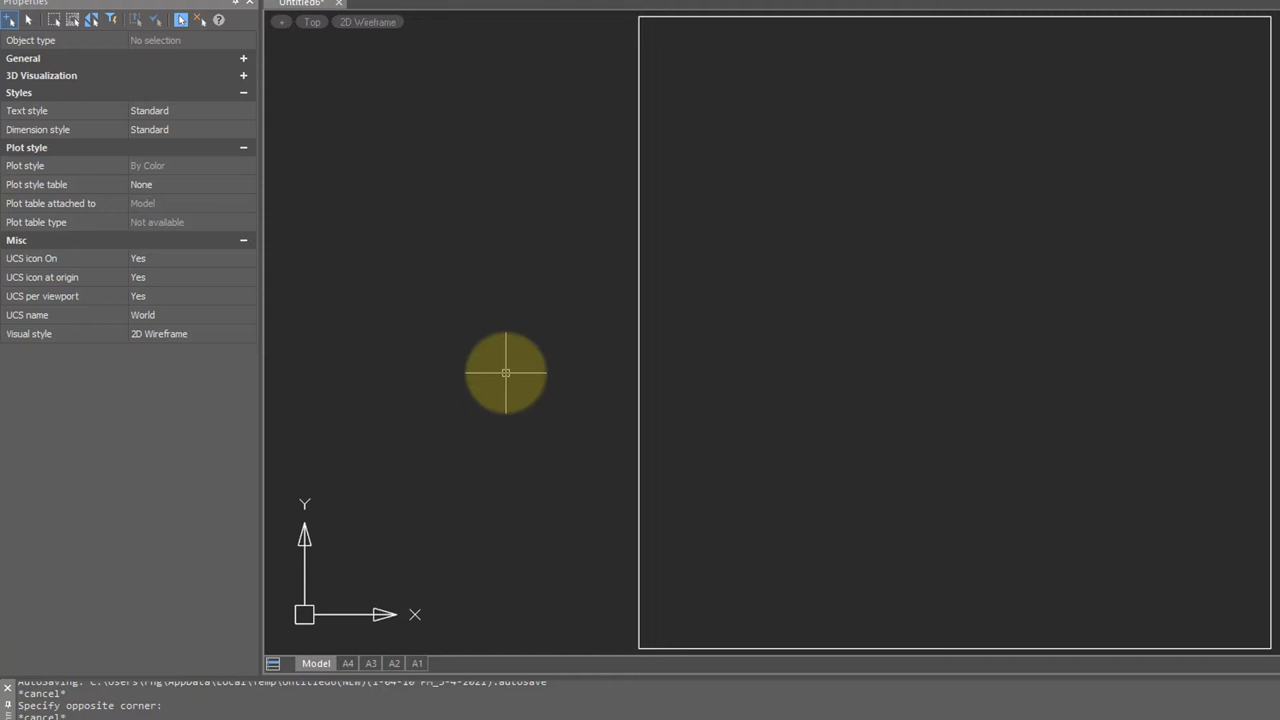 Properties
Untitled6*
+ Top 2D Wireframe
Object type No selection
General
3D Visualization
Styles
Text style Standard
Dimension style Standard
Plot style
Plot style By Color
Plot style table None
Plot table attached to Model
Plot table type Not available
Misc
UCS icon On Yes
UCS icon at origin Yes
UCS per viewport Yes
UCS name World
Visual style 2D Wireframe
Y
X
Model A4 A3 A2 A1
*cancel*
Specify opposite corner:
*cancel*